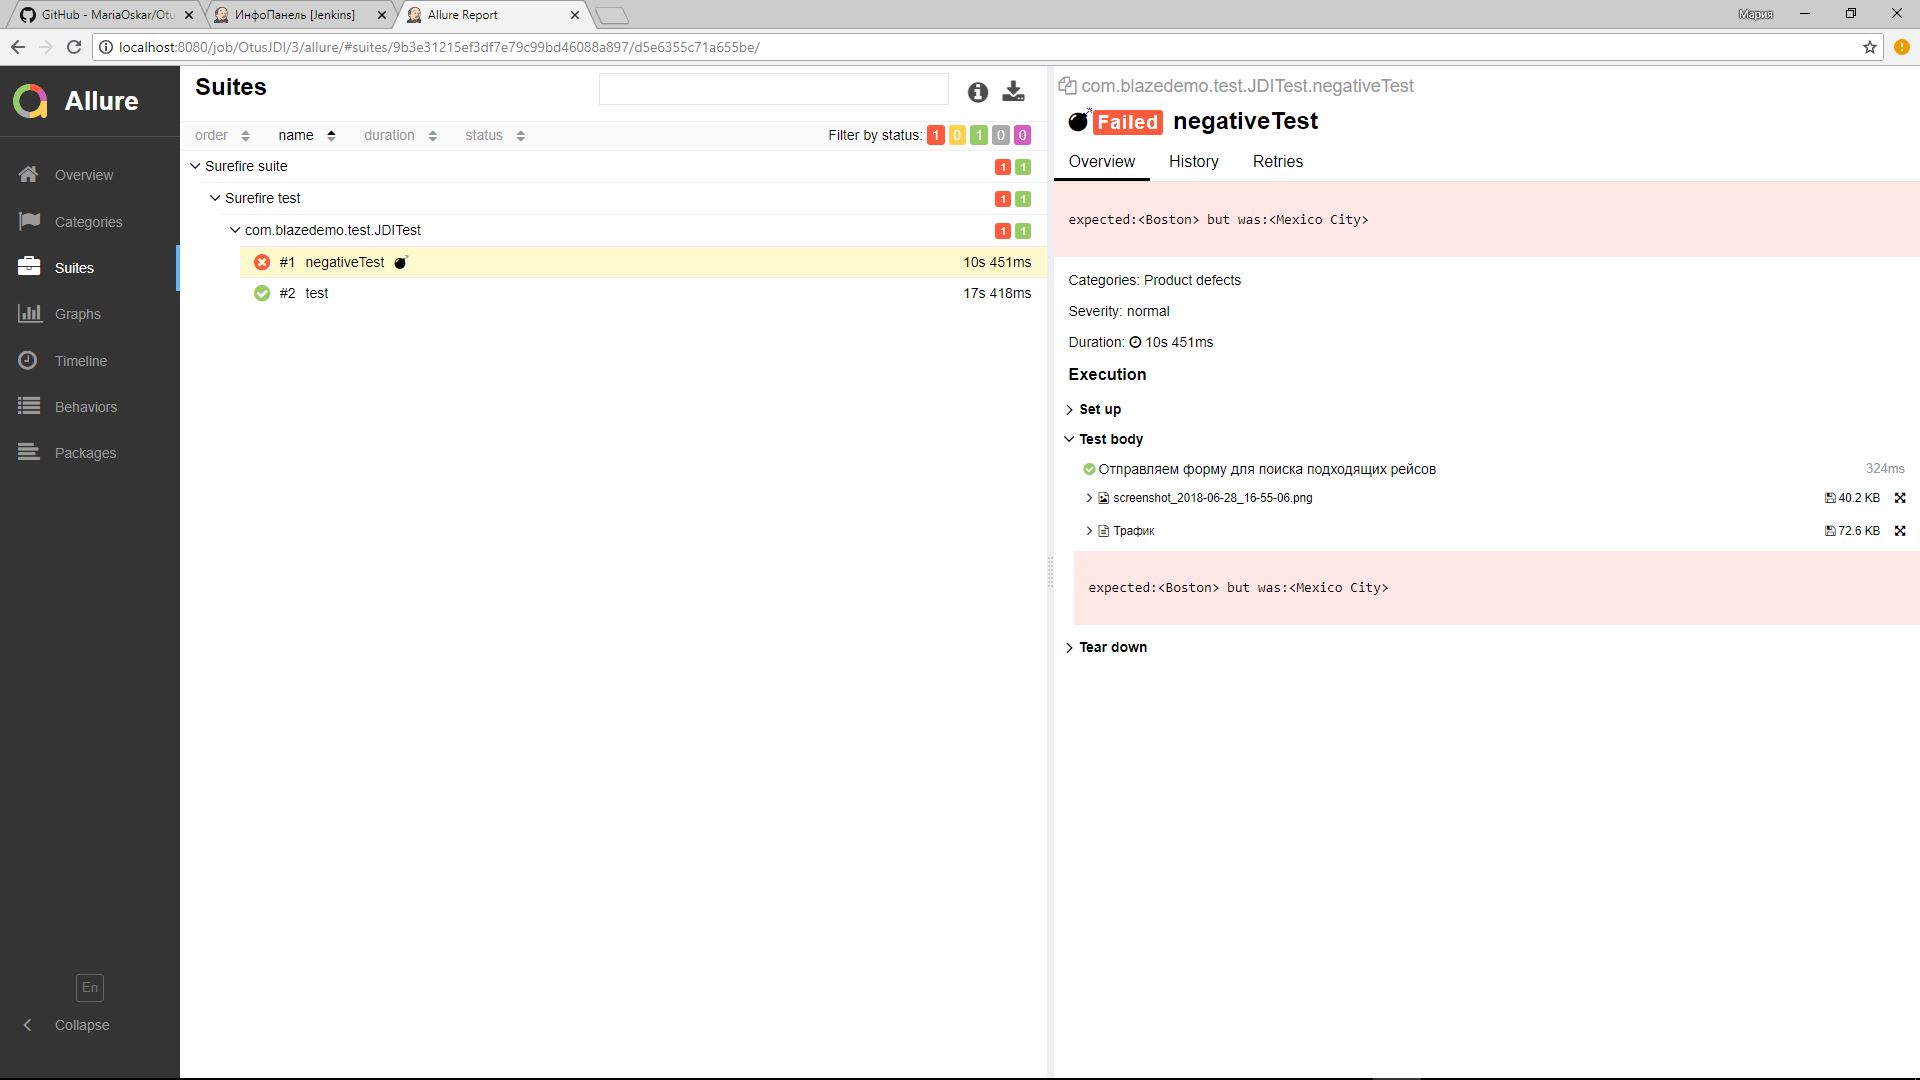 GitHub - MariaOskar/Otu
ИнфоПанель [Jenkins]
Allure Report
Мария
localhost:8080/job/OtusJDI/3/allure/#suites/9b3e31215ef3df7e79c99bd46088a897/d5e6355c71a655be/
Allure
Overview
Categories
Suites
Graphs
Timeline
Behaviors
Packages
En
Collapse
Suites
order name duration status Filter by status: 1 0 1 0 0
Surefire suite 1 1
Surefire test 1 1
com.blazedemo.test.JDITest 1 1
#1 negativeTest 10s 451ms
#2 test 17s 418ms
com.blazedemo.test.JDITest.negativeTest
Failed negativeTest
Overview History Retries
expected:<Boston> but was:<Mexico City>
Categories: Product defects
Severity: normal
Duration: 10s 451ms
Execution
Set up
Test body
Отправляем форму для поиска подходящих рейсов 324ms
screenshot_2018-06-28_16-55-06.png 40.2 KB
Трафик 72.6 KB
expected:<Boston> but was:<Mexico City>
Tear down